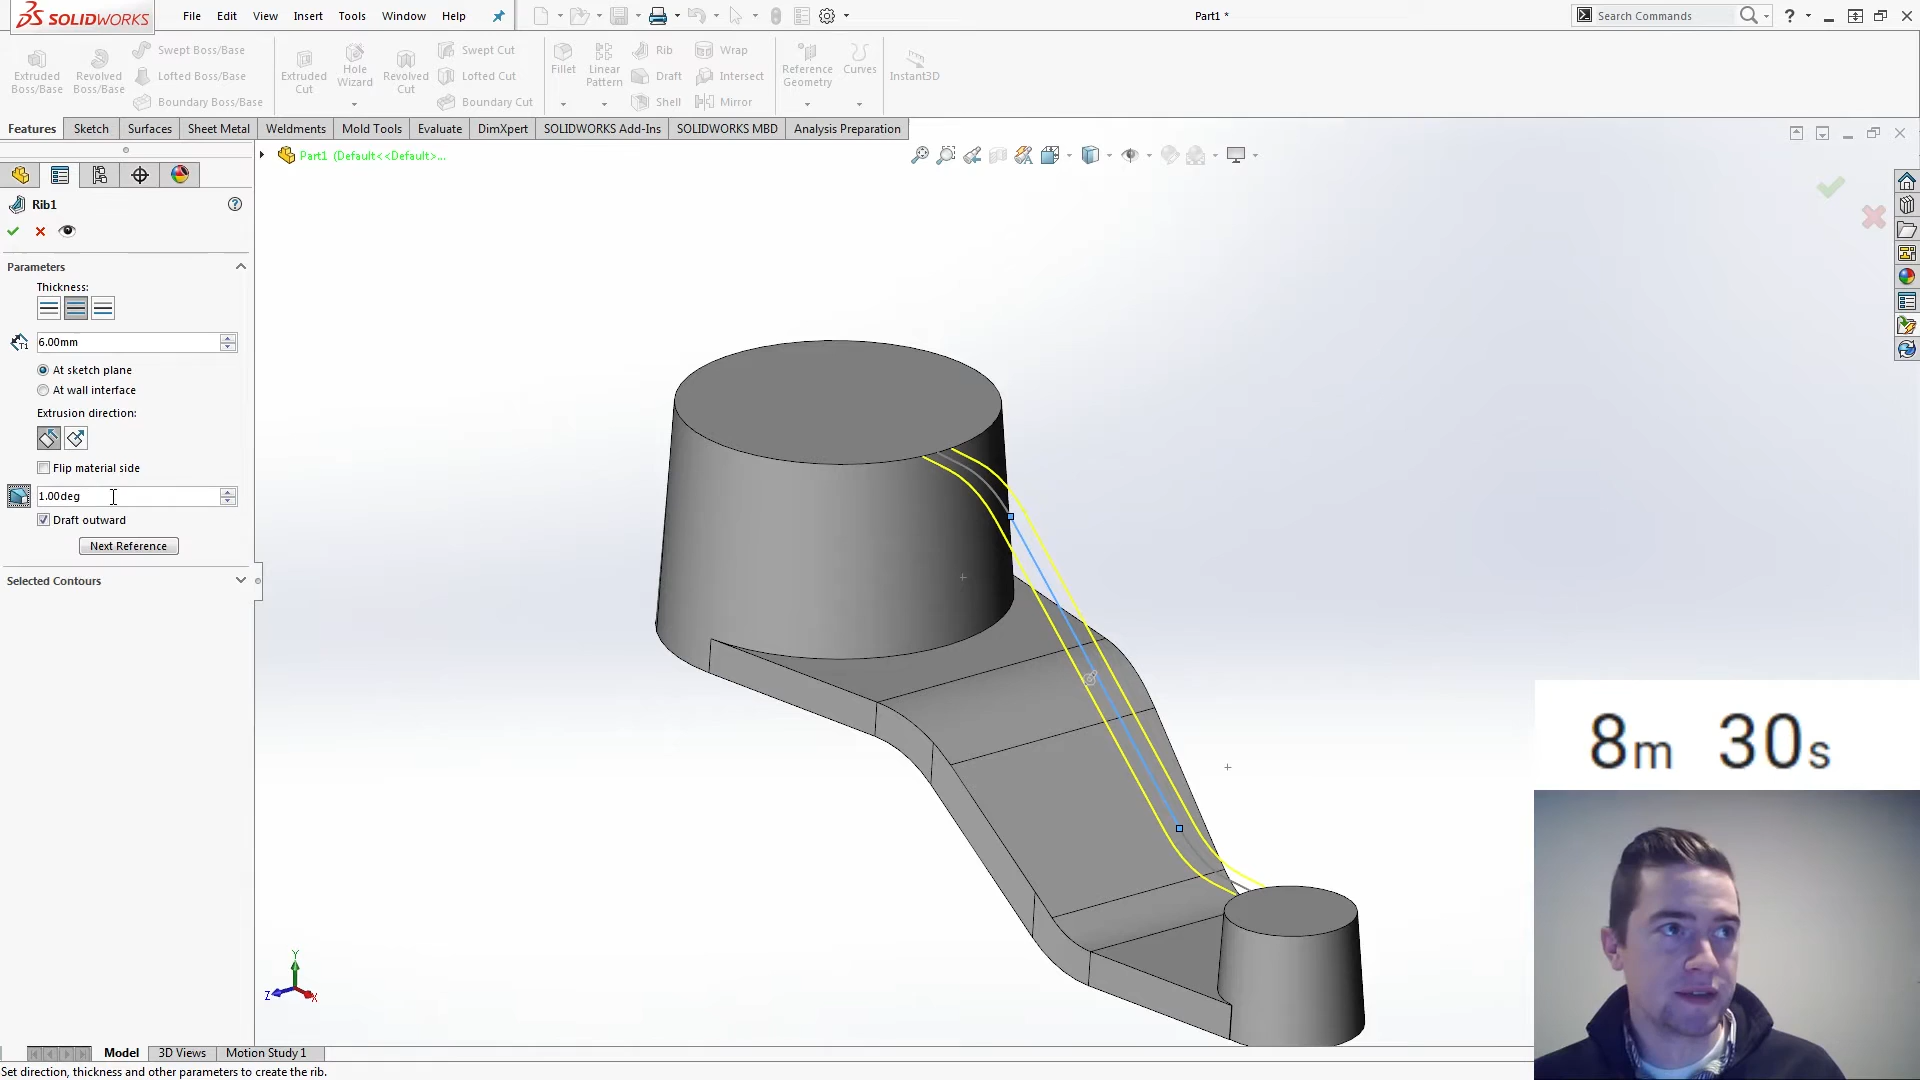 SOLIDWORKS
File Edit View Insert Tools Window Help
Part1 *
Search Commands
Extruded Boss/Base
Revolved Boss/Base
Swept Boss/Base
Lofted Boss/Base
Boundary Boss/Base
Extruded Cut
Hole Wizard
Revolved Cut
Swept Cut
Lofted Cut
Boundary Cut
Fillet
Linear Pattern
Rib
Draft
Shell
Wrap
Intersect
Mirror
Reference Geometry
Curves
Instant3D
Features Sketch Surfaces Sheet Metal Weldments Mold Tools Evaluate DimXpert SOLIDWORKS Add-Ins SOLIDWORKS MBD Analysis Preparation
Part1 (Default<<Default>...
Rib1
Parameters
Thickness:
T1
6.00mm
At sketch plane
At wall interface
Extrusion direction:
Flip material side
1.00deg
Draft outward
Next Reference
Selected Contours
Y
Z
X
8m 30s
Model 3D Views Motion Study 1
Set direction, thickness and other parameters to create the rib.